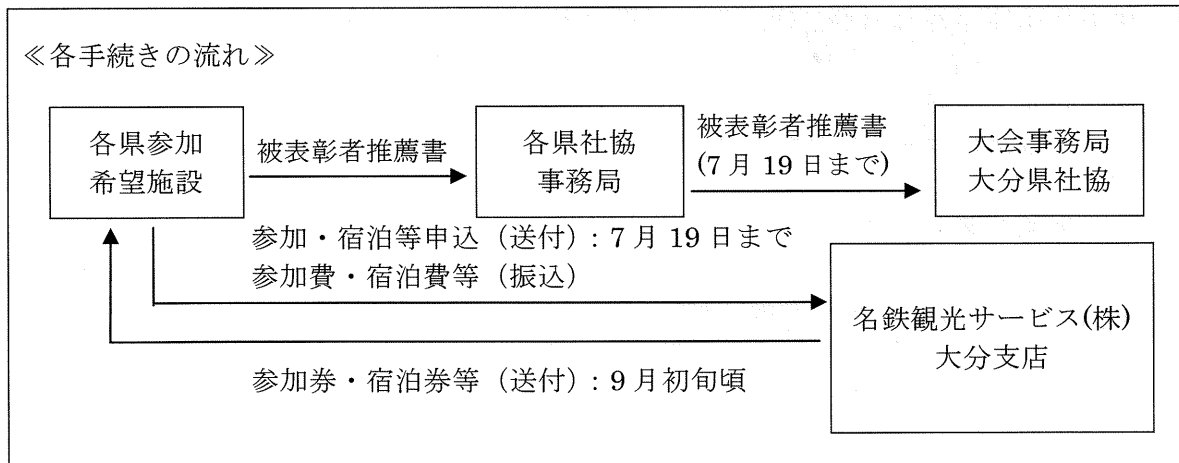 ≪各手続きの流れ≫
各県参加
希望施設
被表彰者推薦書
各県社協
事務局
被表彰者推薦書
(7月19日まで)
大会事務局
大分県社協
参加・宿泊等申込（送付）: 7月19日まで
参加費・宿泊費等（振込）
名鉄観光サービス(株)
大分支店
参加券・宿泊券等（送付）: 9月初旬頃